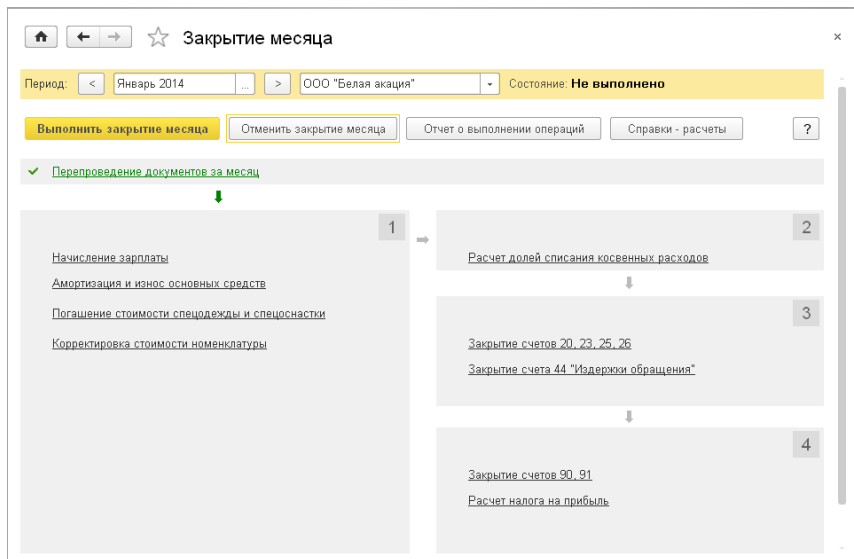 Закрытие месяца
Период: < Январь 2014 ... > ООО "Белая акация" Состояние: Не выполнено
Выполнить закрытие месяца Отменить закрытие месяца Отчет о выполнении операций Справки - расчеты ?
Перепроведение документов за месяц
1
Начисление зарплаты
Амортизация и износ основных средств
Погашение стоимости спецодежды и спецоснастки
Корректировка стоимости номенклатуры
2
Расчет долей списания косвенных расходов
3
Закрытие счетов 20, 23, 25, 26
Закрытие счета 44 "Издержки обращения"
4
Закрытие счетов 90, 91
Расчет налога на прибыль